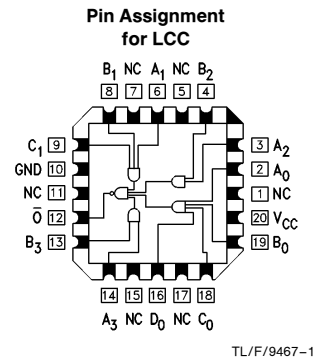 Pin Assignment
for LCC
B1 NC A1 NC B2
8 7 6 5 4
C1 9
GND 10
NC 11
O̅ 12
B3 13
3 A2
2 A0
1 NC
20 VCC
19 B0
14 15 16 17 18
A3 NC D0 NC C0
TL/F/9467–1